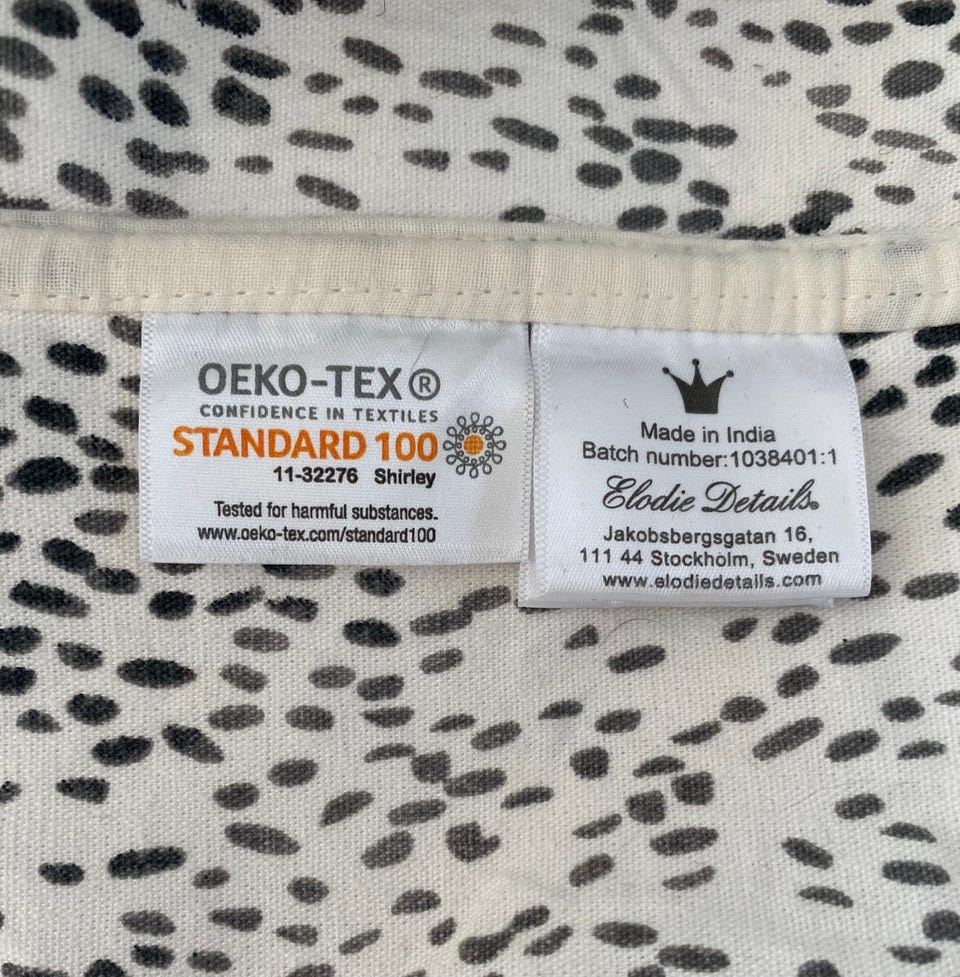 OEKO-TEX®
CONFIDENCE IN TEXTILES
STANDARD 100
11-32276 Shirley
Tested for harmful substances.
www.oeko-tex.com/standard100
Made in India
Batch number:1038401:1
Elodie Details.
Jakobsbergsgatan 16,
111 44 Stockholm, Sweden
www.elodiedetails.com